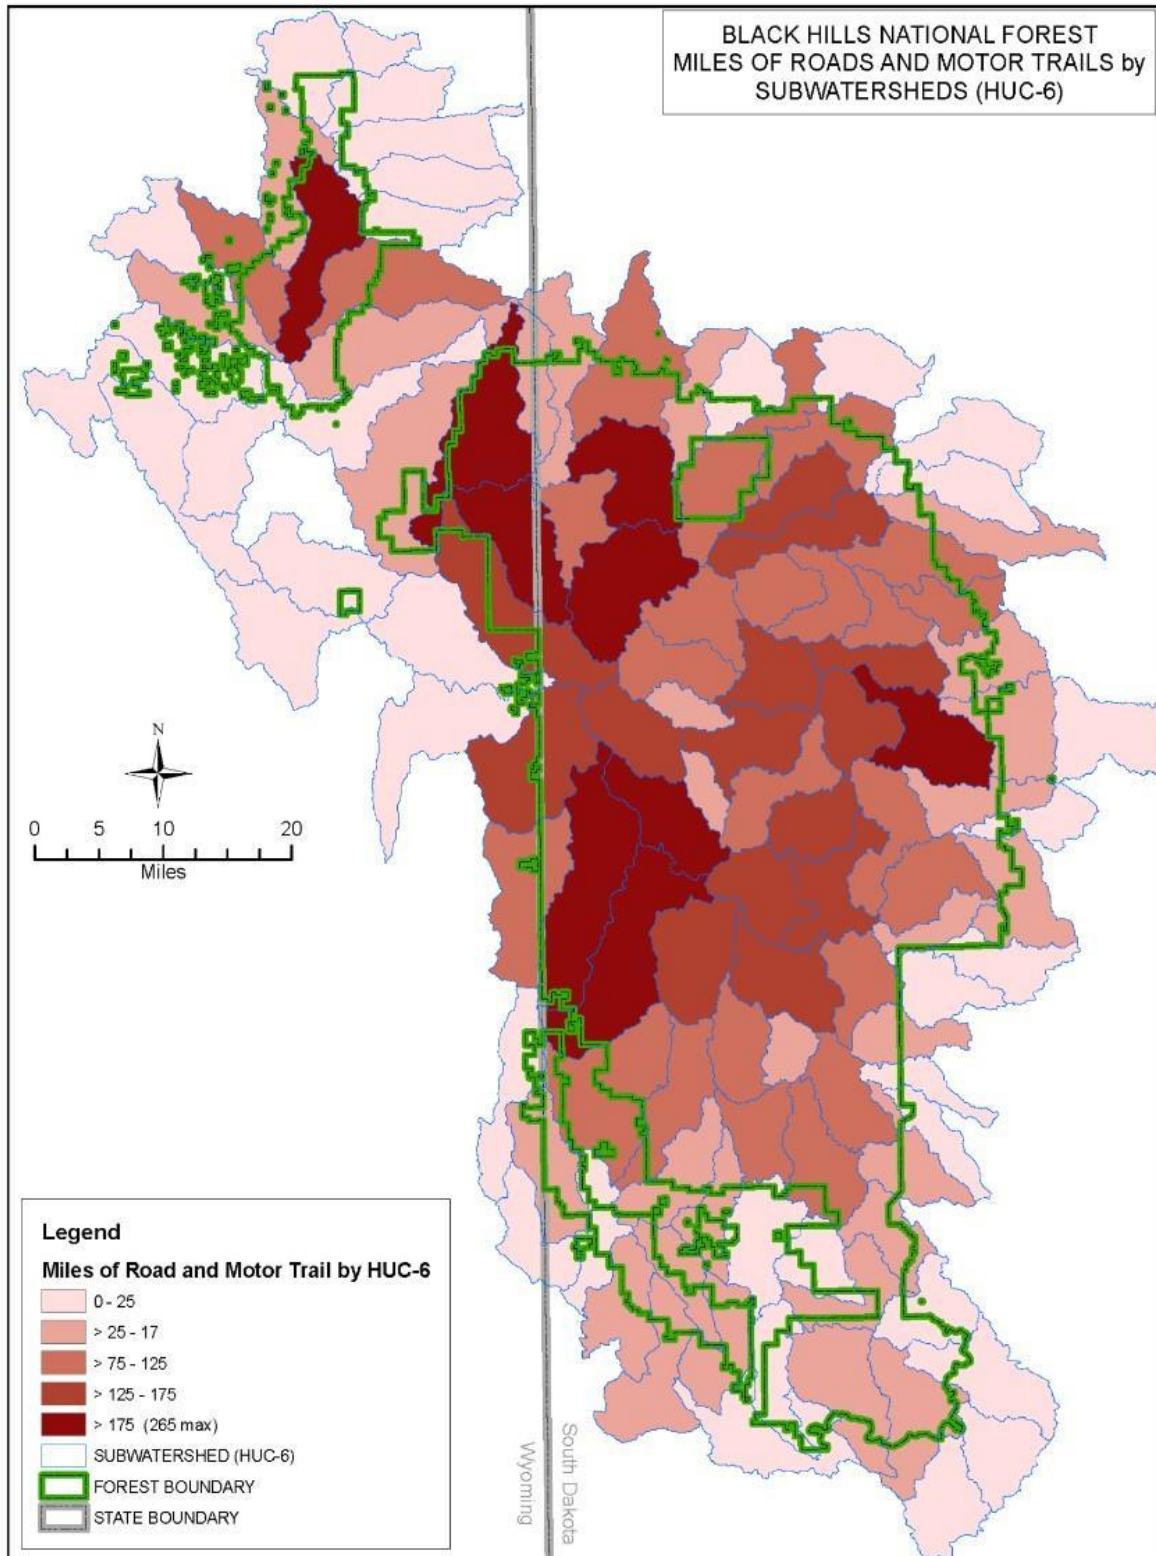 BLACK HILLS NATIONAL FOREST
MILES OF ROADS AND MOTOR TRAILS by
SUBWATERSHEDS (HUC-6)
N
0 5 10 20
Miles
Legend
Miles of Road and Motor Trail by HUC-6
0 - 25
> 25 - 17
> 75 - 125
> 125 - 175
> 175 (265 max)
SUBWATERSHED (HUC-6)
FOREST BOUNDARY
STATE BOUNDARY
Wyoming
South Dakota